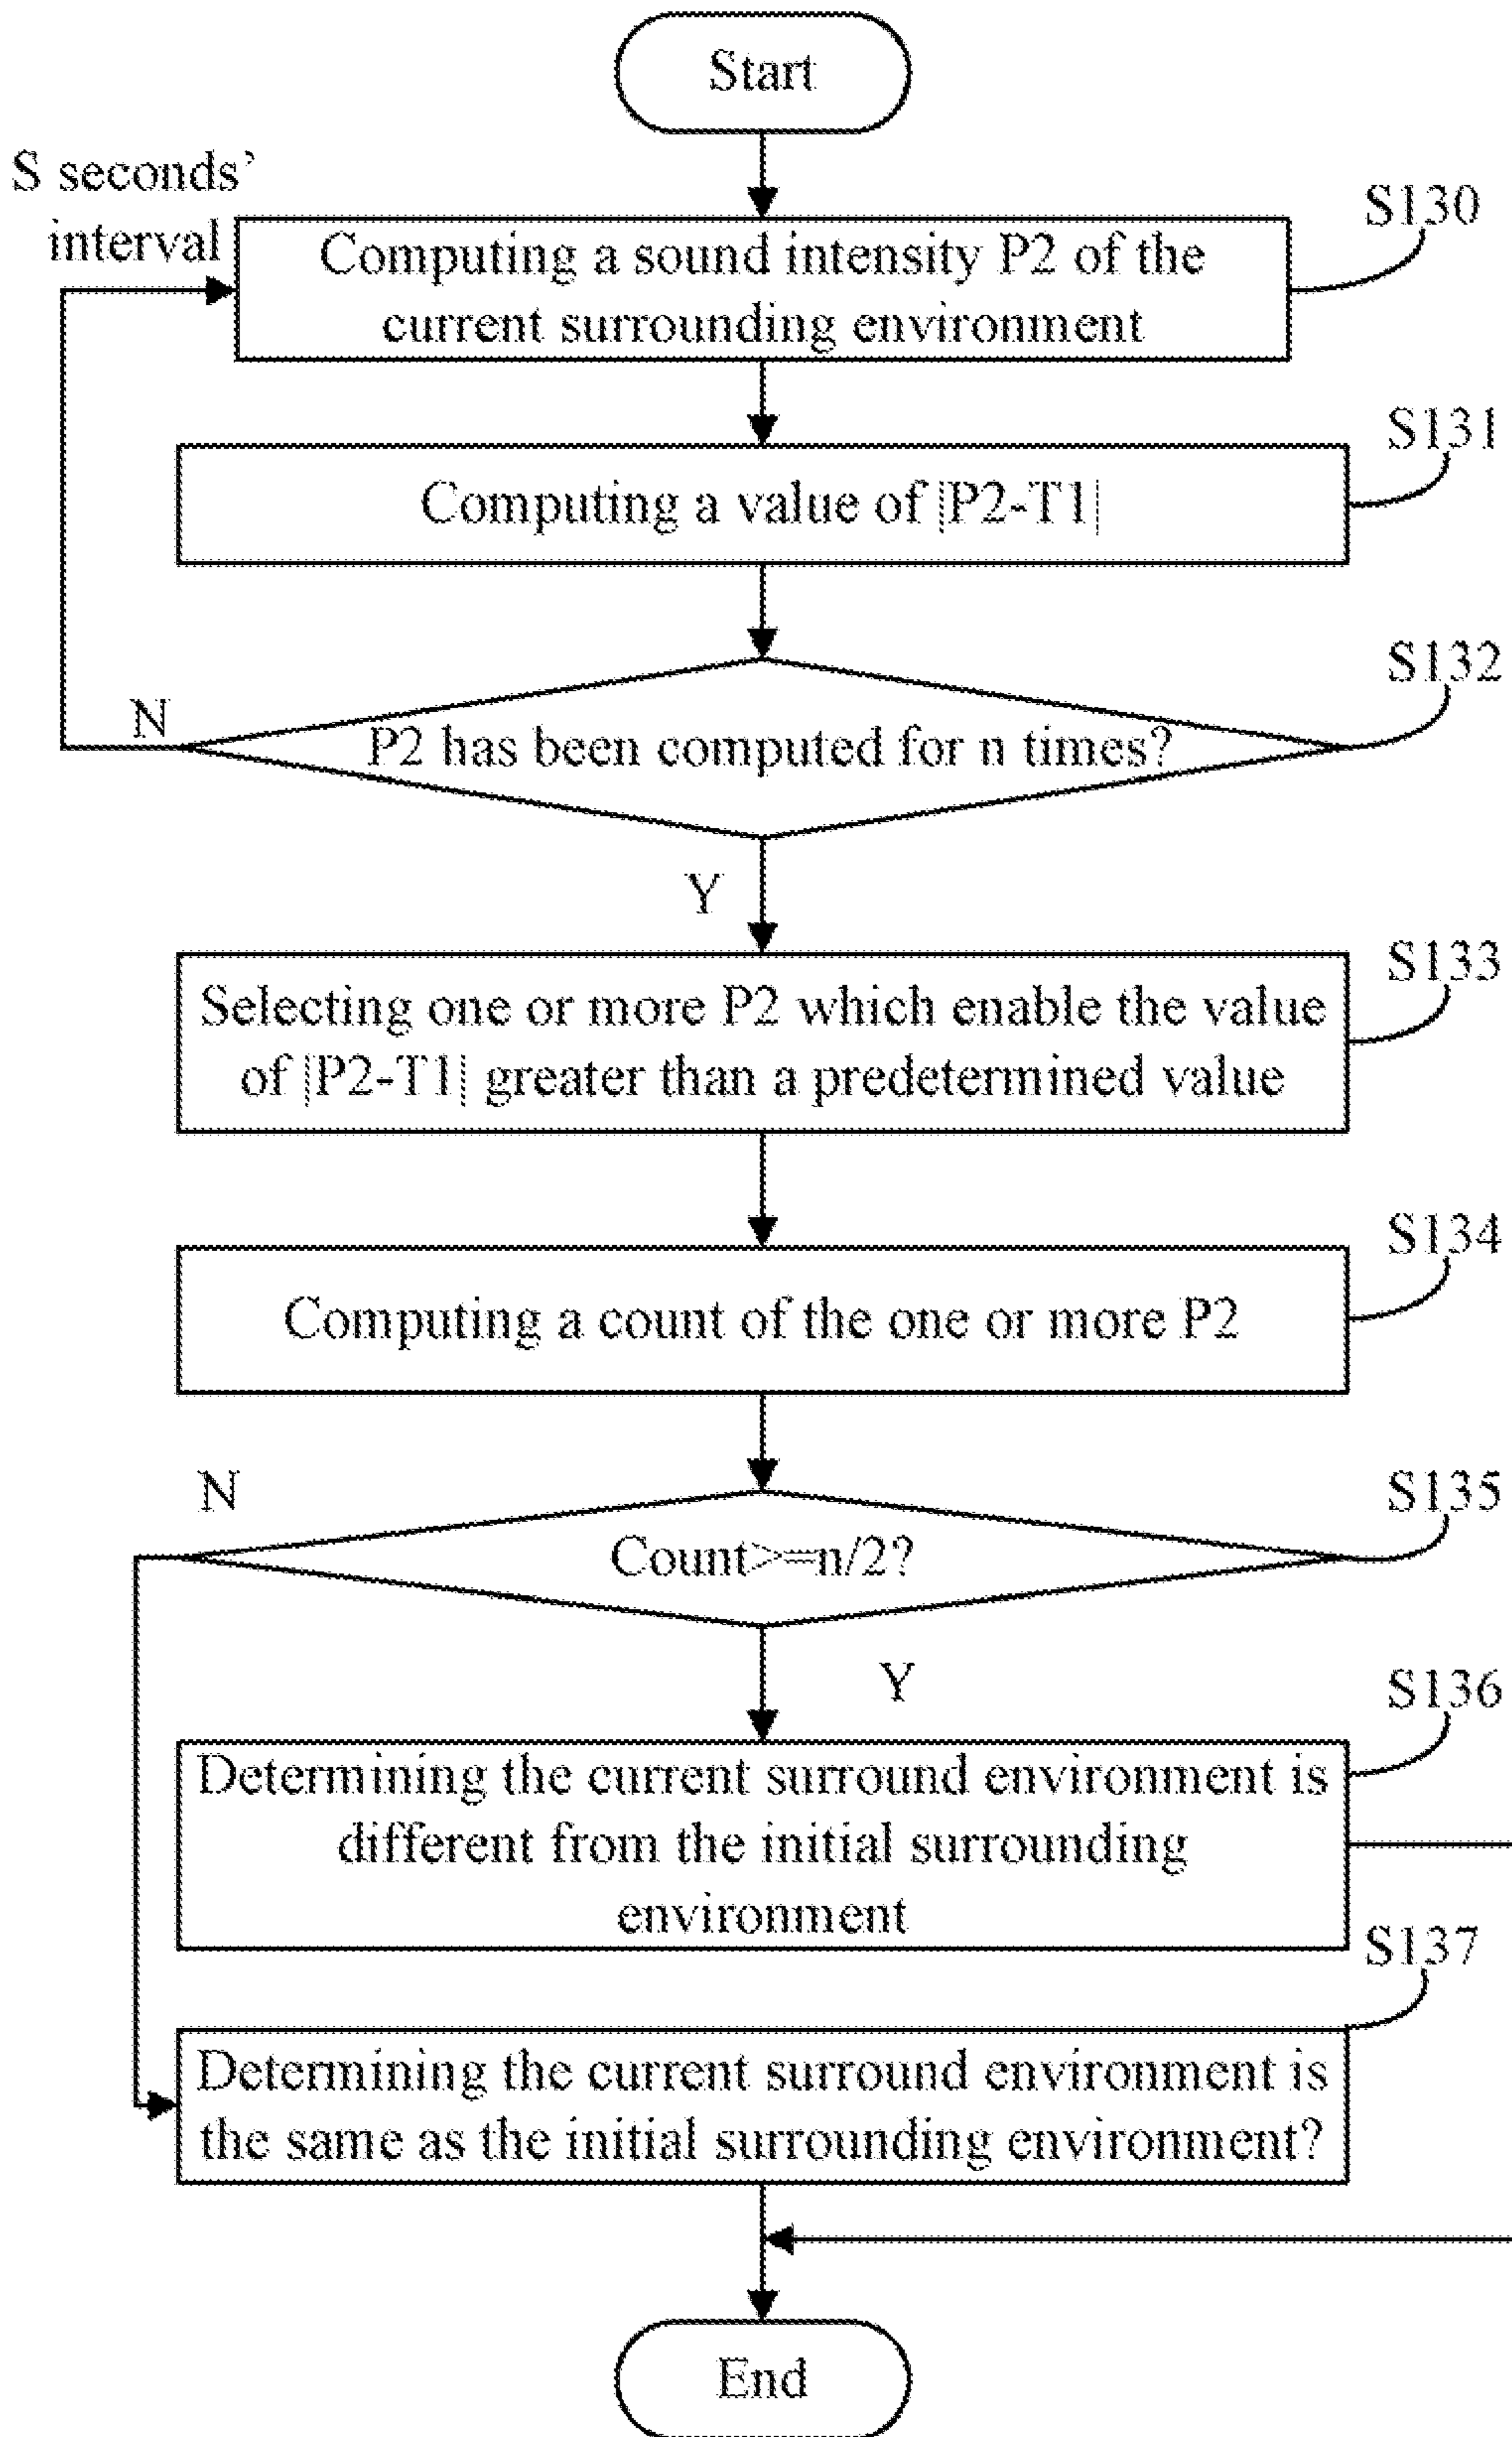 Start
S seconds’
interval
S130
Computing a sound intensity P2 of the
current surrounding environment
S131
Computing a value of |P2-T1|
S132
N
P2 has been computed for n times?
Y
S133
Selecting one or more P2 which enable the value
of |P2-T1| greater than a predetermined value
S134
Computing a count of the one or more P2
S135
N
Count>=n/2?
Y
S136
Determining the current surround environment is
different from the initial surrounding
environment
S137
Determining the current surround environment is
the same as the initial surrounding environment?
End